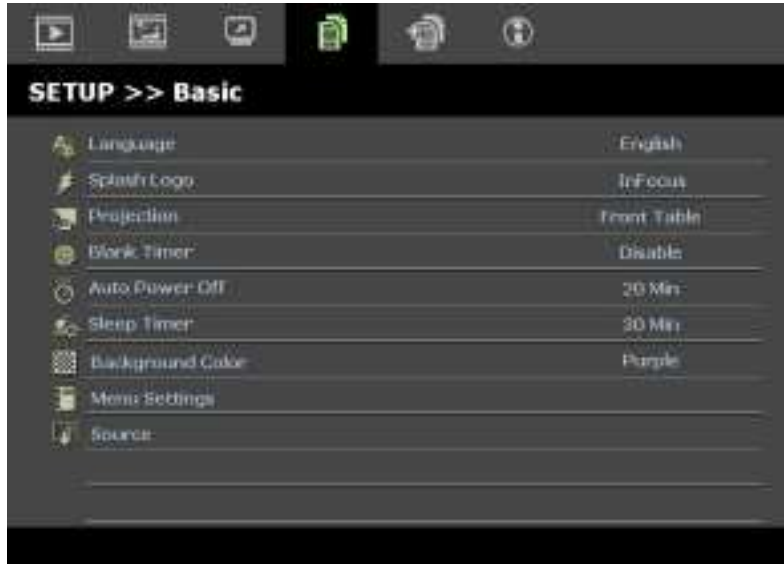 SETUP >> Basic
Language English
Splash Logo InFocus
Projection Front Table
Blank Timer Disable
Auto Power Off 20 Min
Sleep Timer 30 Min
Background Color Purple
Menu Settings
Source